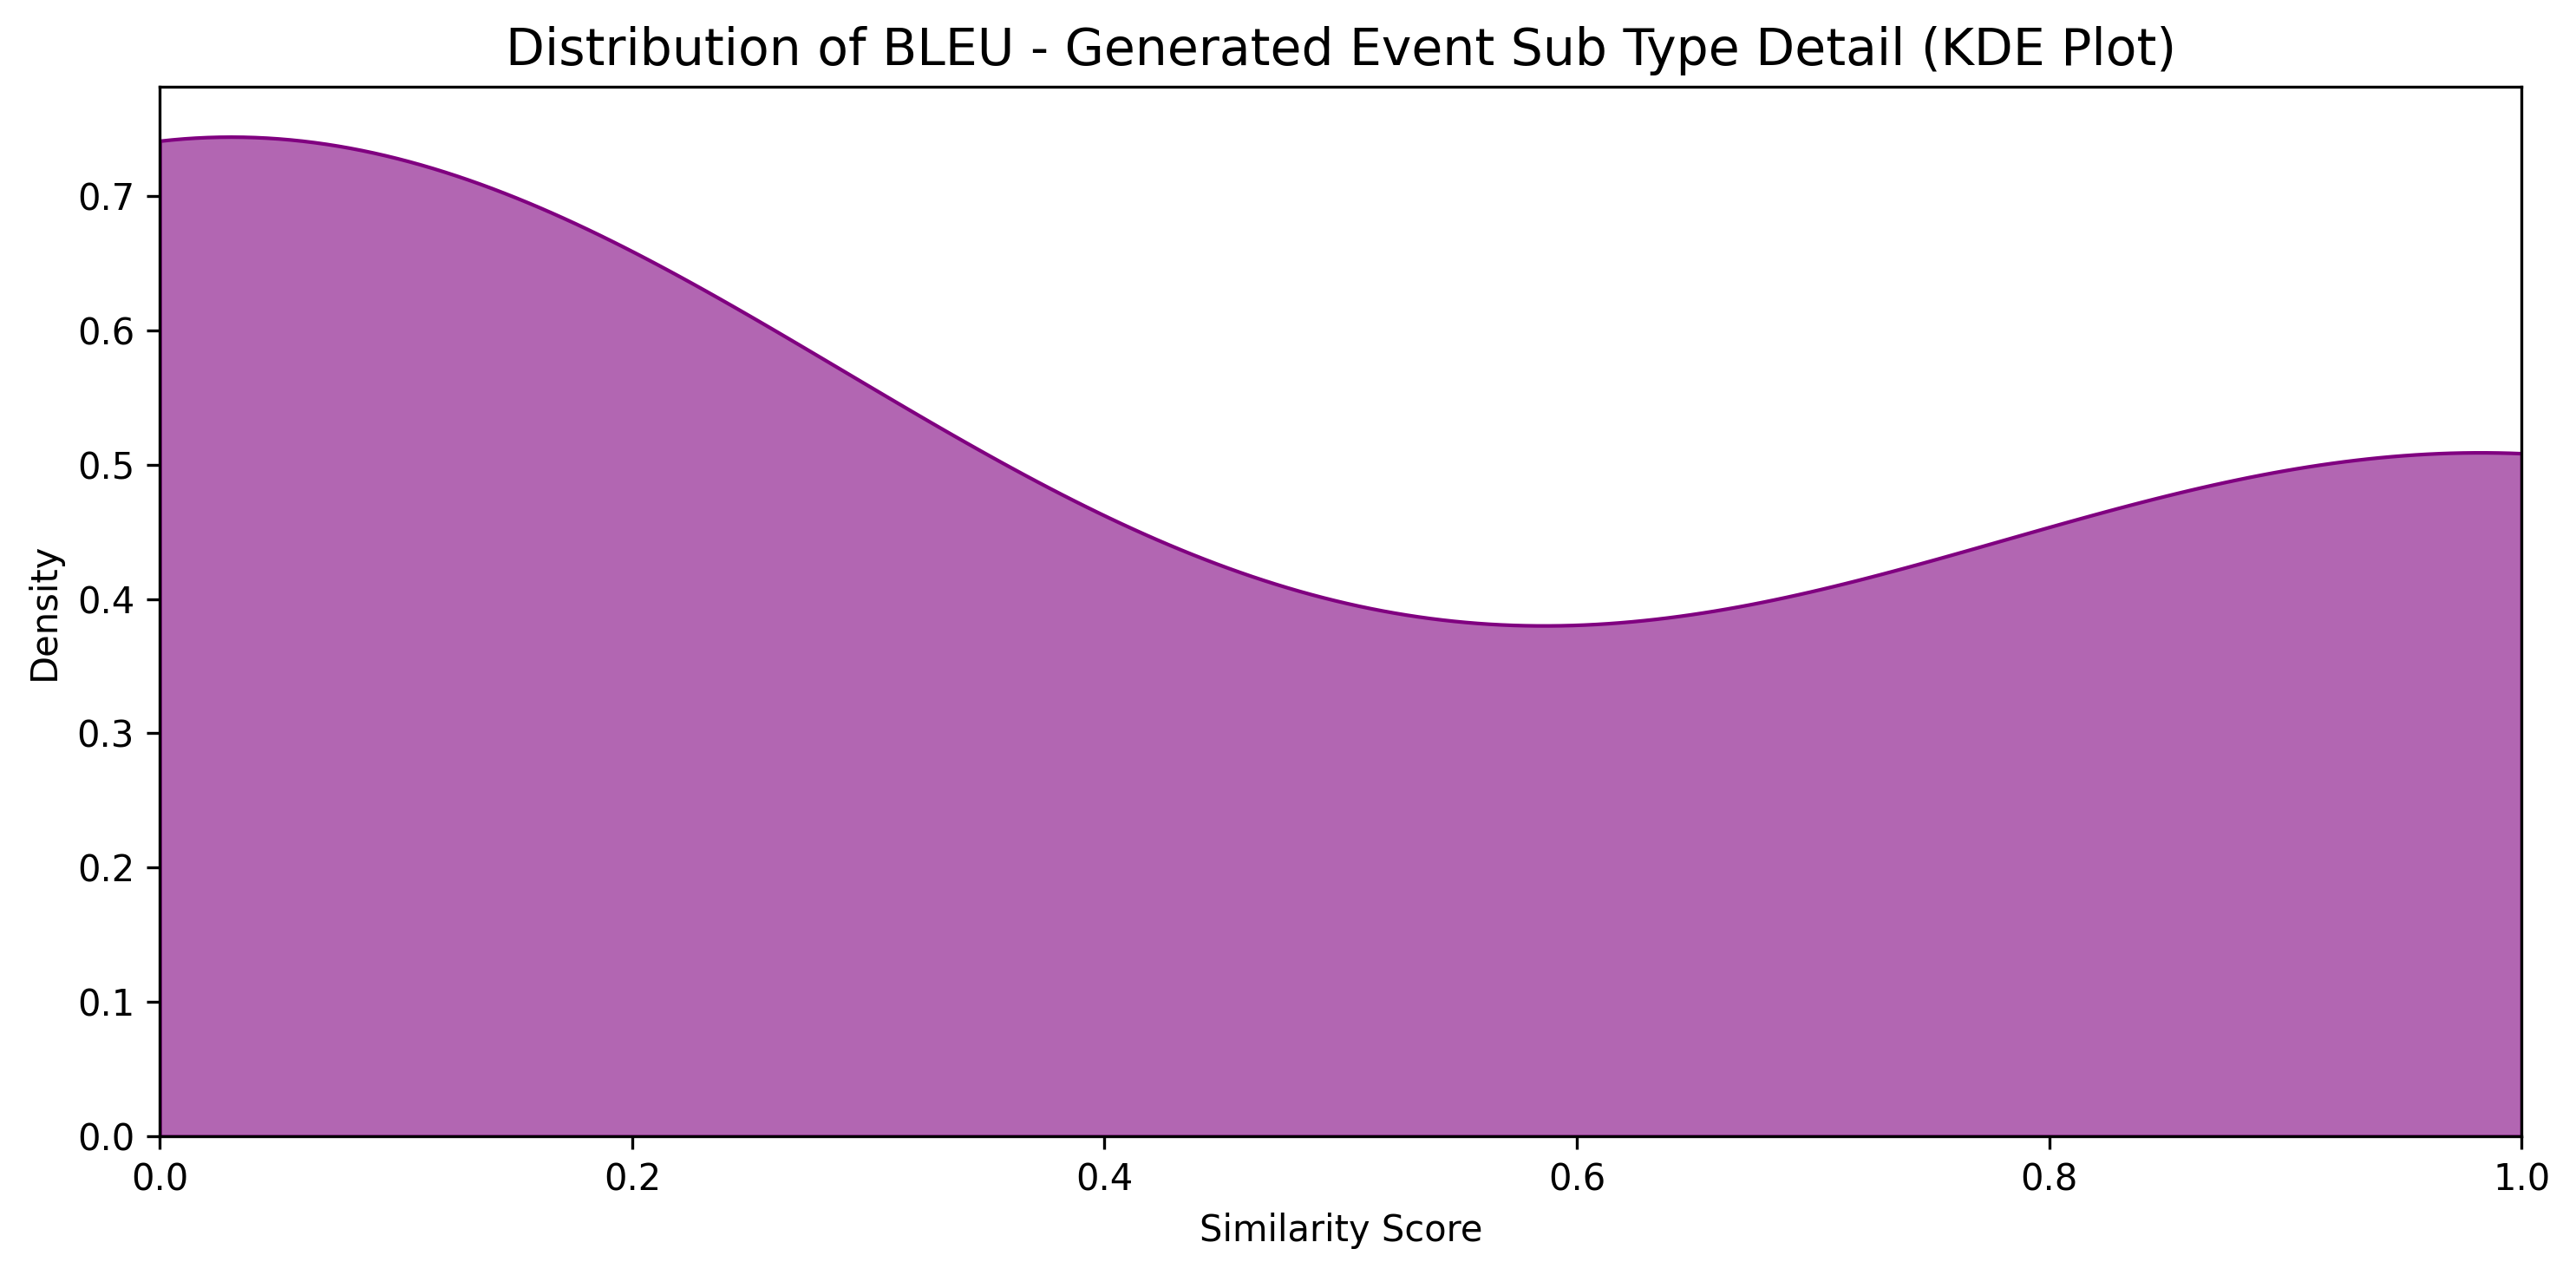 Distribution of BLEU - Generated Event Sub Type Detail (KDE Plot)
Density
0.7
0.6
0.5
0.4
0.3
0.2
0.1
0.0
0.0 0.2 0.4 0.6 0.8 1.0
Similarity Score